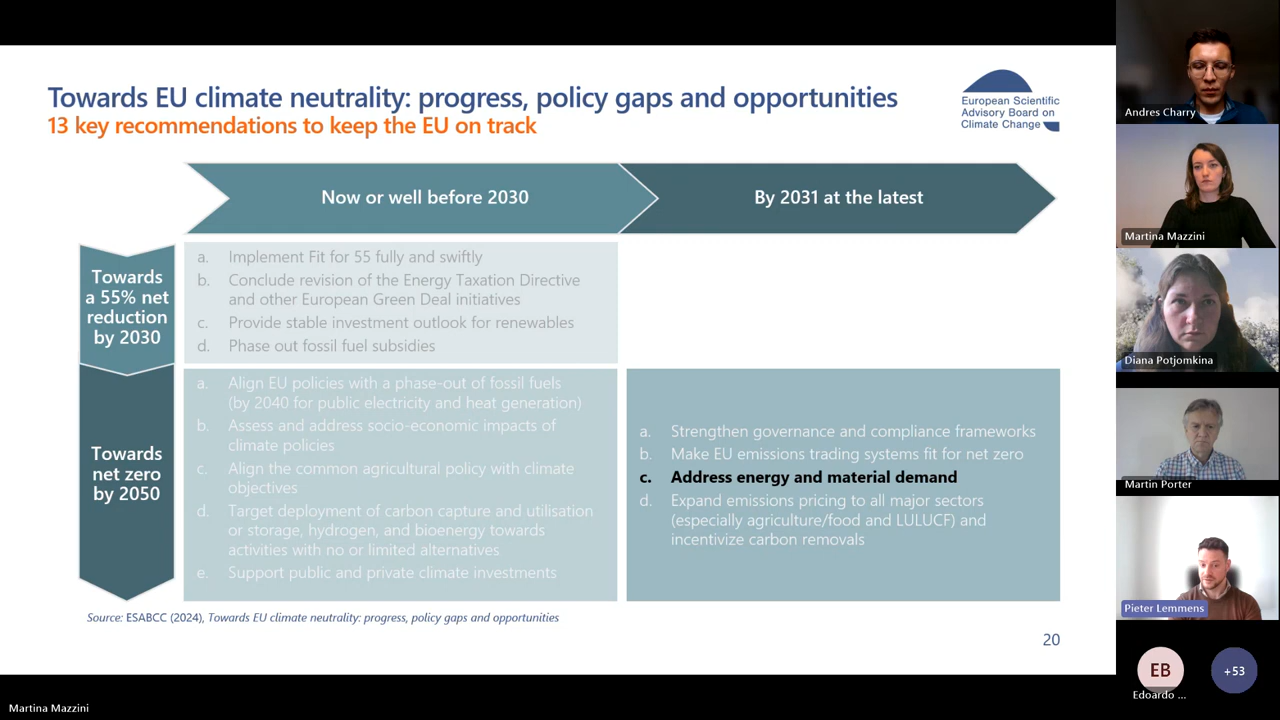 Towards EU climate neutrality: progress, policy gaps and opportunities
13 key recommendations to keep the EU on track
European Scientific
Advisory Board on
Climate Change
Now or well before 2030
By 2031 at the latest
Towards
a 55% net
reduction
by 2030
a. Implement Fit for 55 fully and swiftly
b. Conclude revision of the Energy Taxation Directive
and other European Green Deal initiatives
c. Provide stable investment outlook for renewables
d. Phase out fossil fuel subsidies
Towards
net zero
by 2050
a. Align EU policies with a phase-out of fossil fuels
(by 2040 for public electricity and heat generation)
b. Assess and address socio-economic impacts of
climate policies
c. Align the common agricultural policy with climate
objectives
d. Target deployment of carbon capture and utilisation
or storage, hydrogen, and bioenergy towards
activities with no or limited alternatives
e. Support public and private climate investments
a. Strengthen governance and compliance frameworks
b. Make EU emissions trading systems fit for net zero
c. Address energy and material demand
d. Expand emissions pricing to all major sectors
(especially agriculture/food and LULUCF) and
incentivize carbon removals
Source: ESABCC (2024), Towards EU climate neutrality: progress, policy gaps and opportunities
20
Martina Mazzini
Andres Charry
Martina Mazzini
Diana Potjomkina
Martin Porter
Pieter Lemmens
EB
Edoardo ...
+53